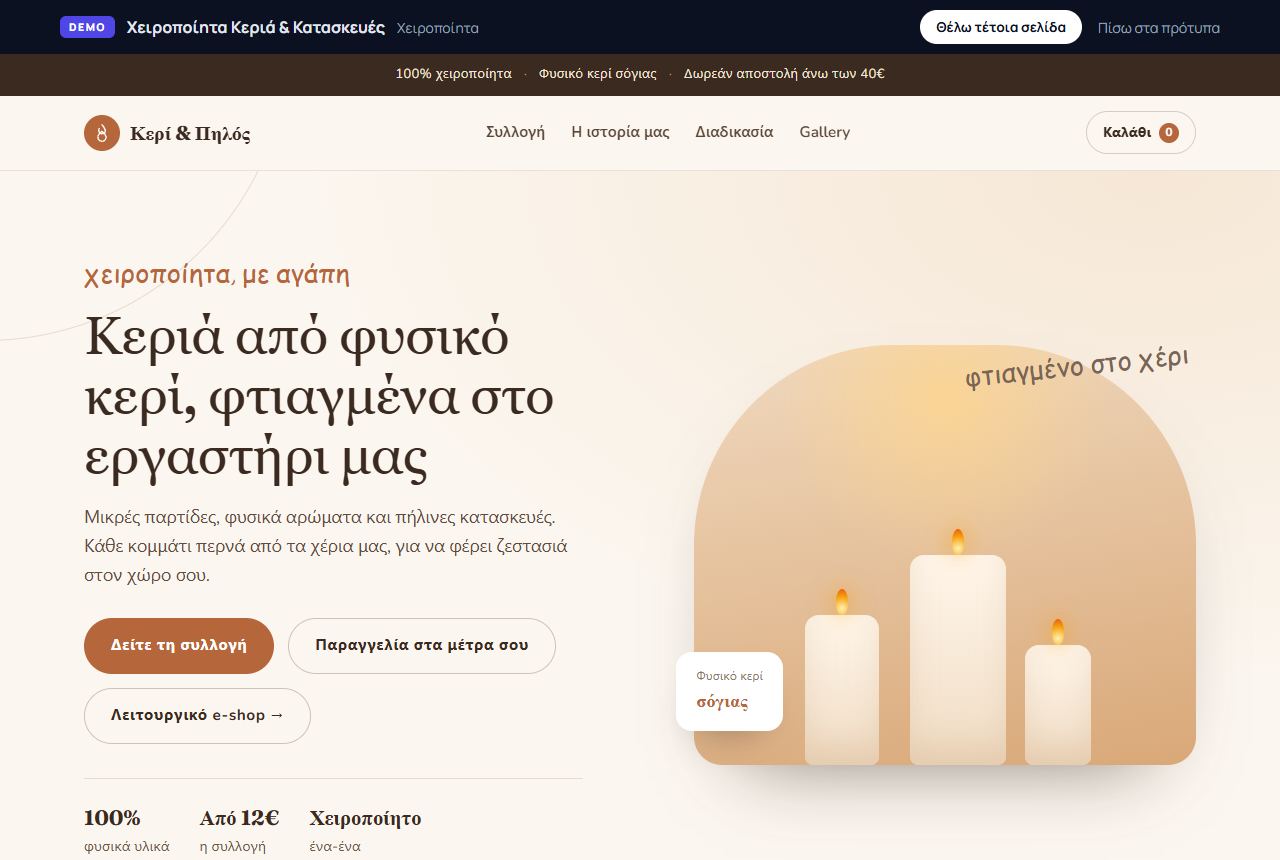 DEMO Χειροποίητα Κεριά & Κατασκευές Χειροποίητα Θέλω τέτοια σελίδα Πίσω στα πρότυπα
100% χειροποίητα · Φυσικό κερί σόγιας · Δωρεάν αποστολή άνω των 40€
Κερί & Πηλός Συλλογή Η ιστορία μας Διαδικασία Gallery Καλάθι 0
χειροποίητα, με αγάπη
Κεριά από φυσικό
κερί, φτιαγμένα στο
εργαστήρι μας
Μικρές παρτίδες, φυσικά αρώματα και πήλινες κατασκευές.
Κάθε κομμάτι περνά από τα χέρια μας, για να φέρει ζεστασιά
στον χώρο σου.
Δείτε τη συλλογή Παραγγελία στα μέτρα σου
Λειτουργικό e-shop →
100% Από 12€ Χειροποίητο
φυσικά υλικά η συλλογή ένα-ένα
φτιαγμένο στο χέρι
Φυσικό κερί
σόγιας